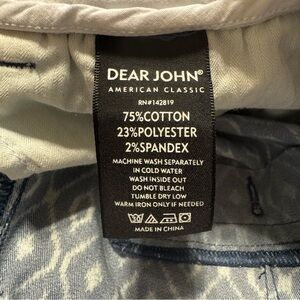 DEAR JOHN®
AMERICAN CLASSIC
RN#142819
75%COTTON
23%POLYESTER
2%SPANDEX
MACHINE WASH SEPARATELY
IN COLD WATER
WASH INSIDE OUT
DO NOT BLEACH
TUMBLE DRY LOW
WARM IRON ONLY IF NEEDED
MADE IN CHINA